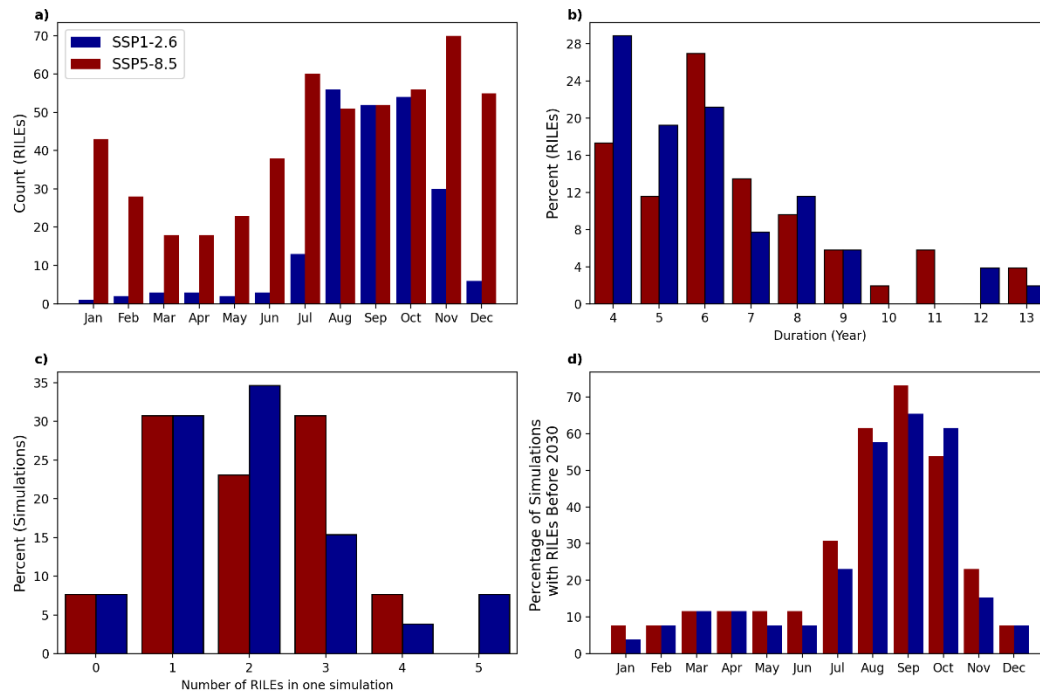 a)
SSP1-2.6
SSP5-8.5
Count (RILEs)
70
60
50
40
30
20
10
0
Jan Feb Mar Apr May Jun Jul Aug Sep Oct Nov Dec
b)
Percent (RILEs)
28
24
20
16
12
8
4
0
4 5 6 7 8 9 10 11 12 13
Duration (Year)
c)
Percent (Simulations)
35
30
25
20
15
10
5
0
0 1 2 3 4 5
Number of RILEs in one simulation
d)
Percentage of Simulations
with RILEs Before 2030
70
60
50
40
30
20
10
0
Jan Feb Mar Apr May Jun Jul Aug Sep Oct Nov Dec